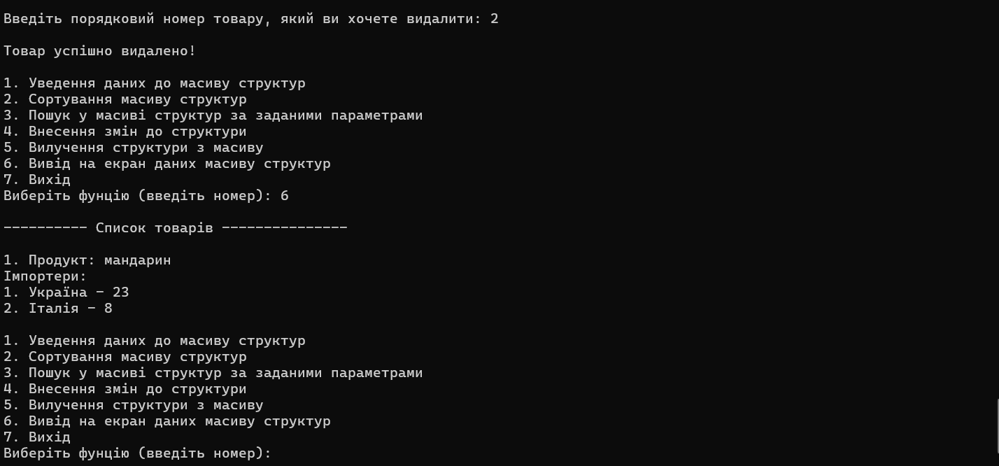 Введіть порядковий номер товару, який ви хочете видалити: 2
Товар успішно видалено!
1. Уведення даних до масиву структур
2. Сортування масиву структур
3. Пошук у масиві структур за заданими параметрами
4. Внесення змін до структури
5. Вилучення структури з масиву
6. Вивід на екран даних масиву структур
7. Вихід
Виберіть фунцію (введіть номер): 6
---------- Список товарів ---------------
1. Продукт: мандарин
Імпортери:
1. Україна - 23
2. Італія - 8
1. Уведення даних до масиву структур
2. Сортування масиву структур
3. Пошук у масиві структур за заданими параметрами
4. Внесення змін до структури
5. Вилучення структури з масиву
6. Вивід на екран даних масиву структур
7. Вихід
Виберіть фунцію (введіть номер):